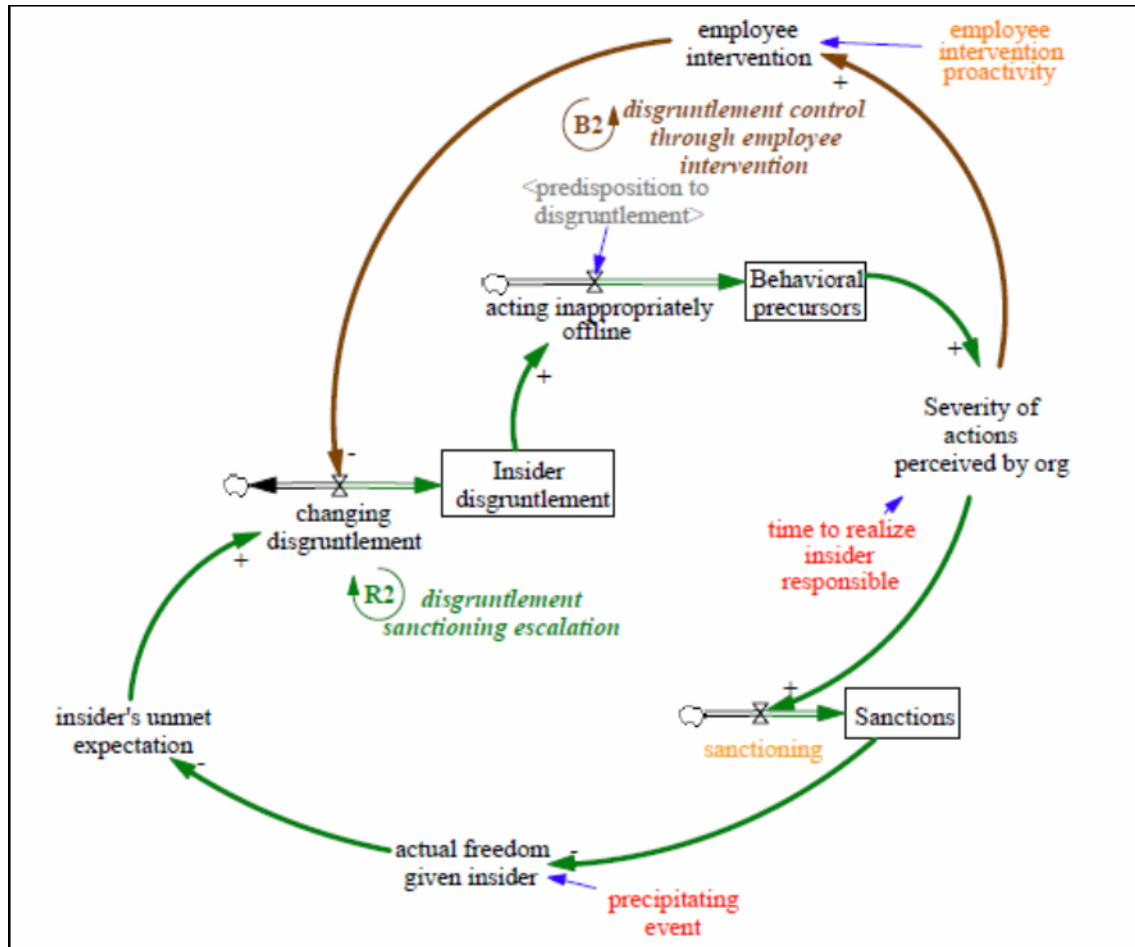 employee
intervention
employee
intervention
proactivity
+
B2
disgruntlement control
through employee
intervention
<predisposition to
disgruntlement>
acting inappropriately
offline
Behavioral
precursors
+
+
Severity of
actions
perceived by org
-
Insider
disgruntlement
changing
disgruntlement
+
time to realize
insider
responsible
R2
disgruntlement
sanctioning escalation
+
insider's unmet
expectation
-
Sanctions
sanctioning
actual freedom
given insider
-
precipitating
event